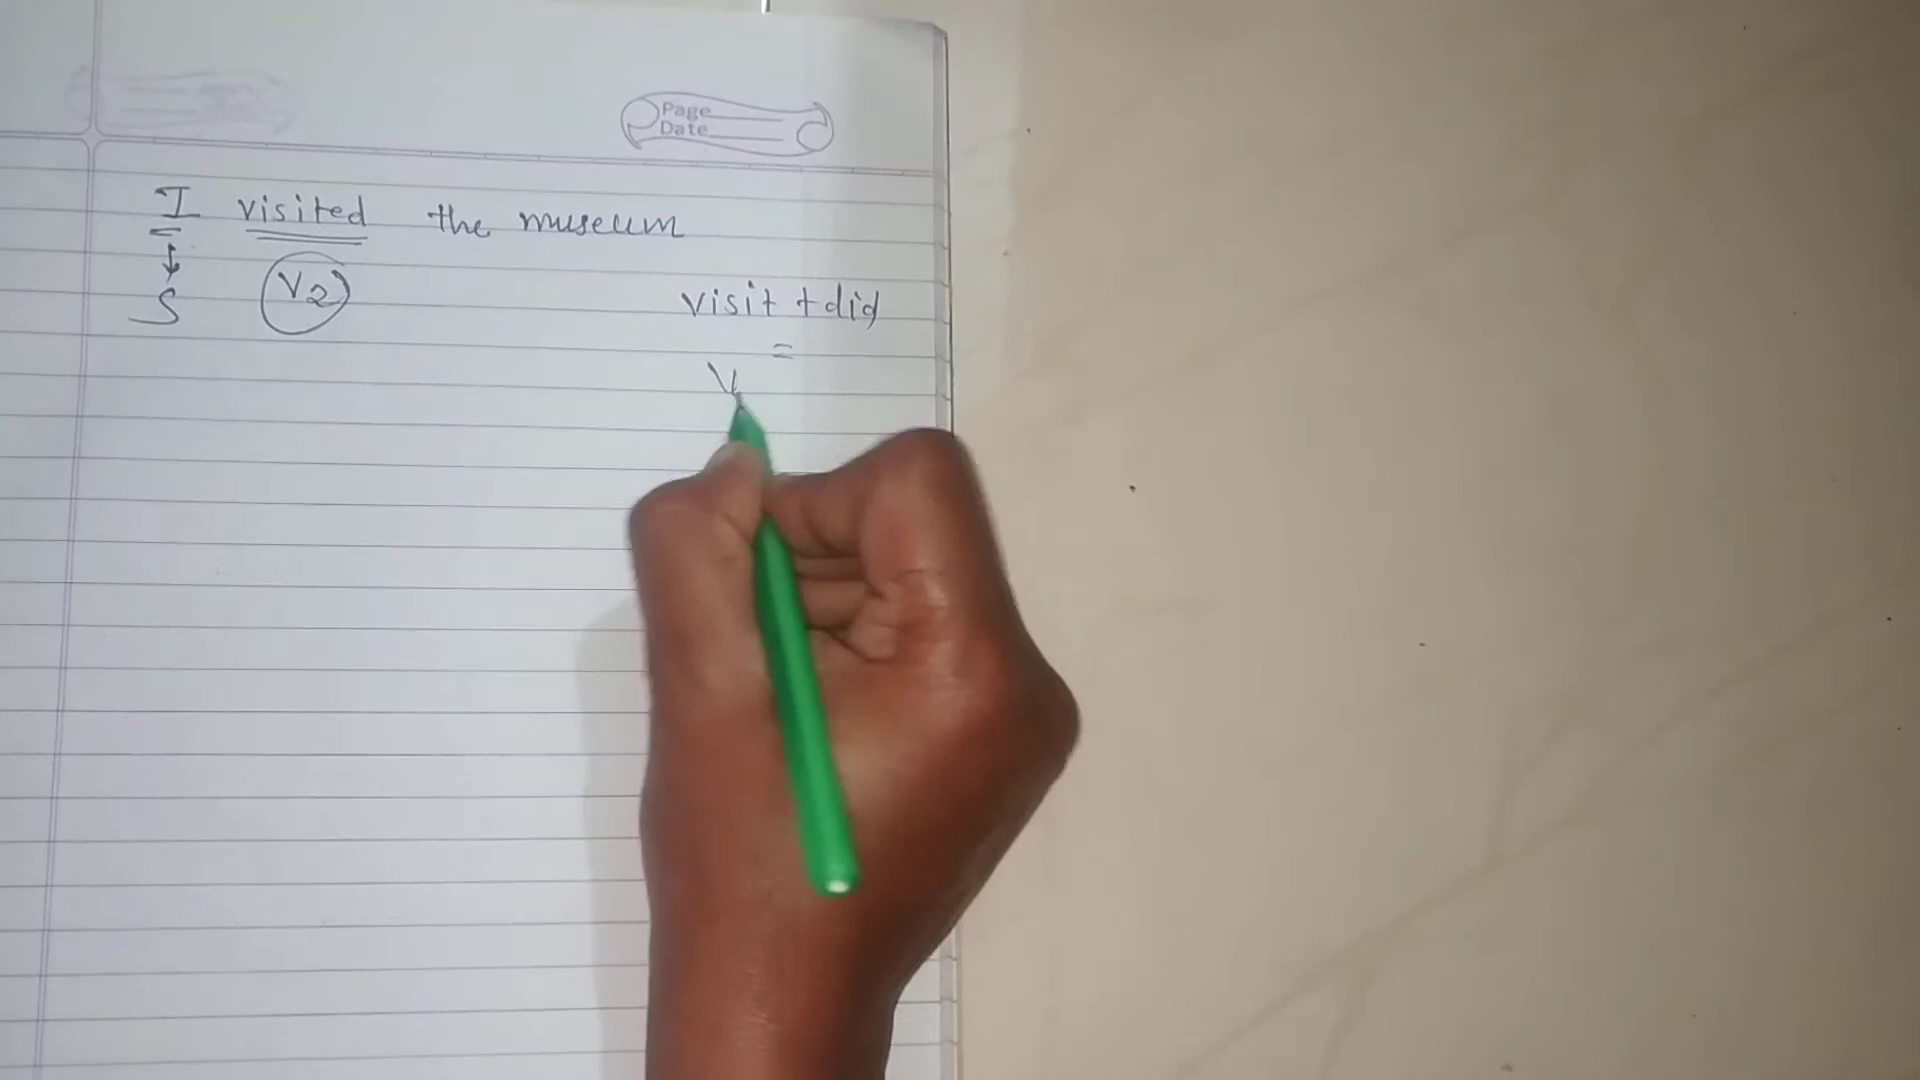 Page
Date
I visited the museum
S V2
visit + did
=